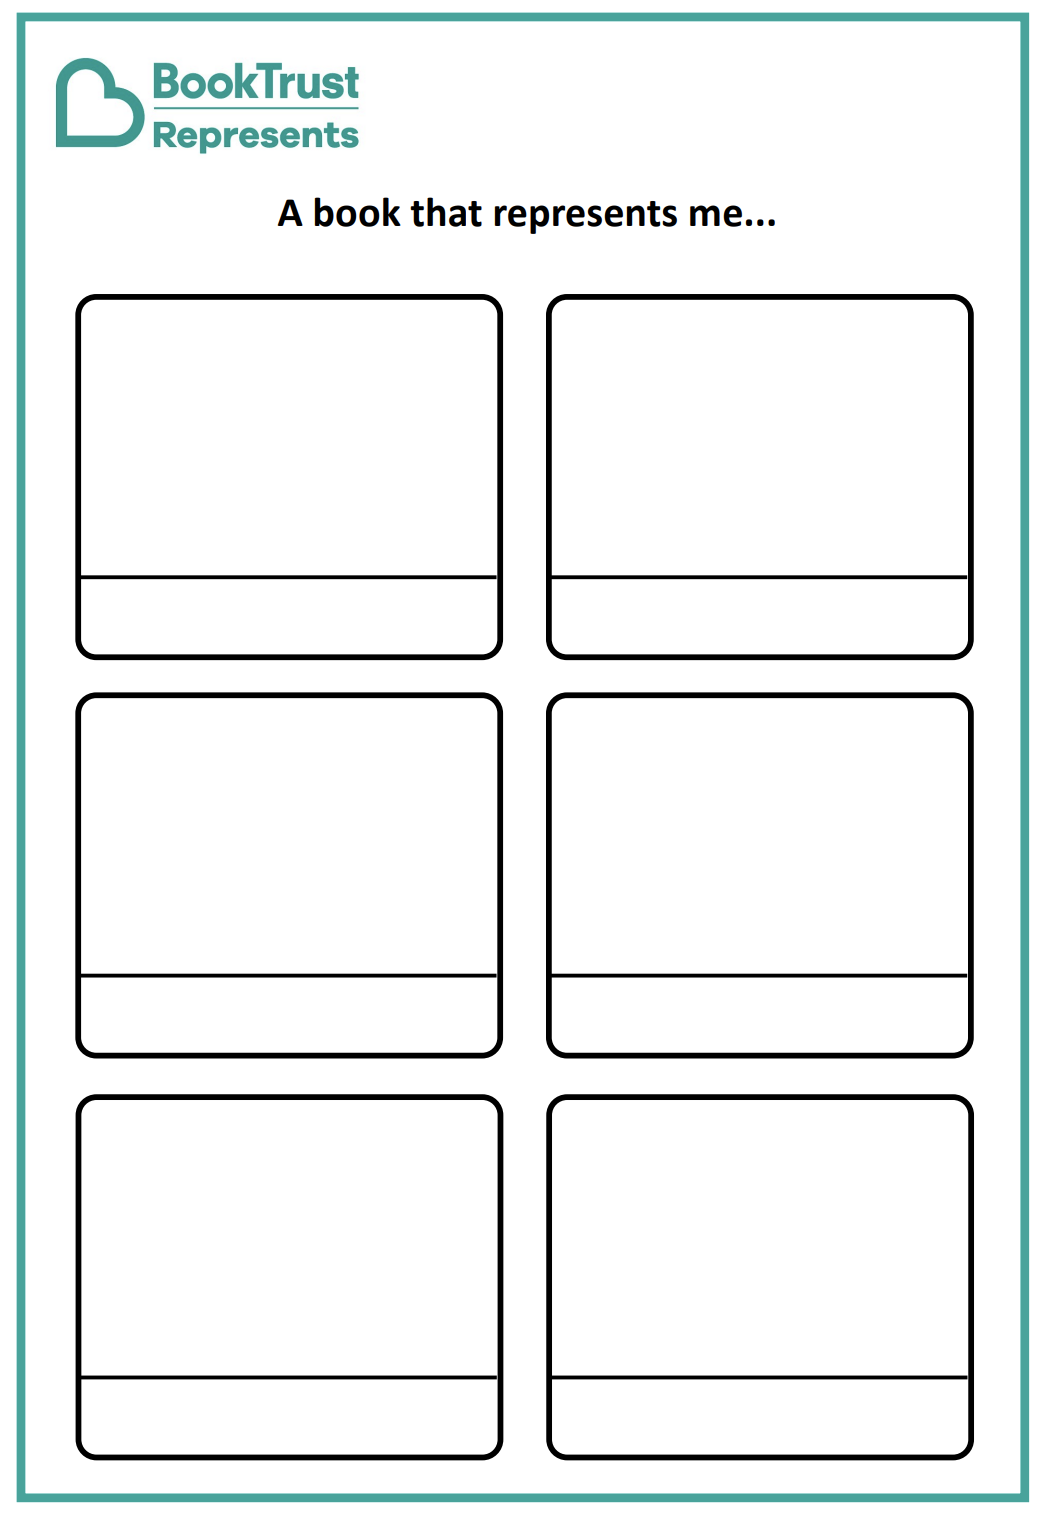 BookTrust
Represents
A book that represents me...